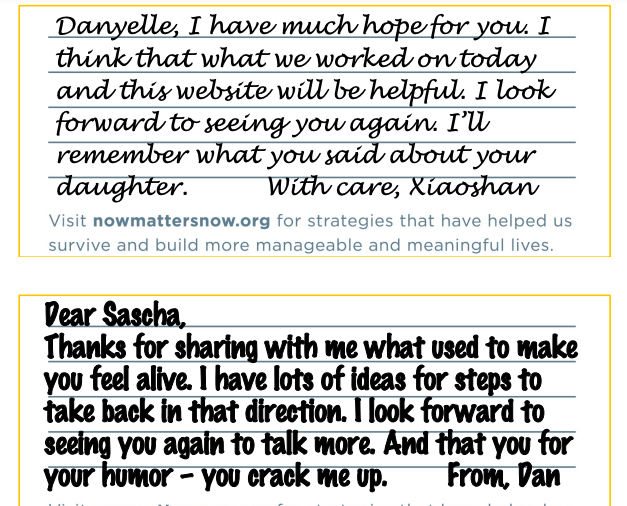 Danyelle, I have much hope for you. I
think that what we worked on today
and this website will be helpful. I look
forward to seeing you again. I'll
remember what you said about your
daughter. With care, Xiaoshan
Visit nowmattersnow.org for strategies that have helped us
survive and build more manageable and meaningful lives.
Dear Sascha,
Thanks for sharing with me what used to make
you feel alive. I have lots of ideas for steps to
take back in that direction. I look forward to
seeing you again to talk more. And that you for
your humor – you crack me up. From, Dan